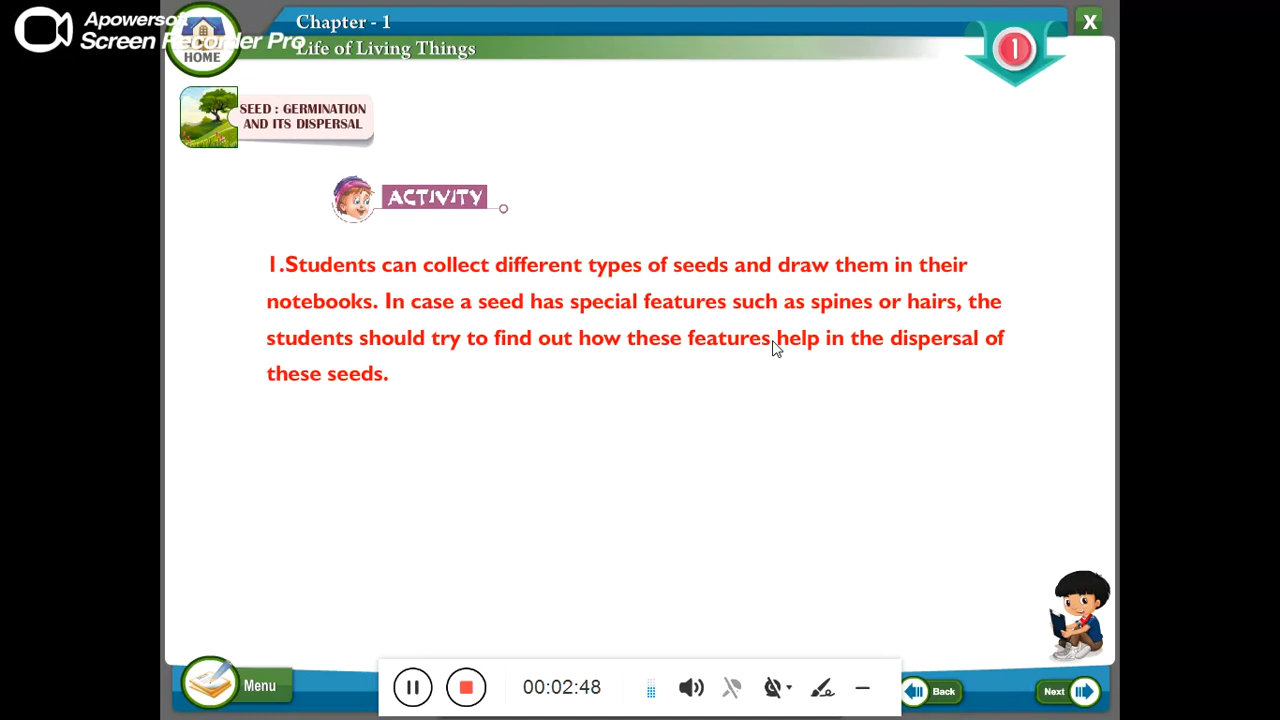 Apowersoft
Screen Recorder Pro
HOME
Chapter - 1
Life of Living Things
1
X
SEED : GERMINATION
AND ITS DISPERSAL
ACTIVITY
1.Students can collect different types of seeds and draw them in their
notebooks. In case a seed has special features such as spines or hairs, the
students should try to find out how these features help in the dispersal of
these seeds.
Menu
00:02:48
Back
Next